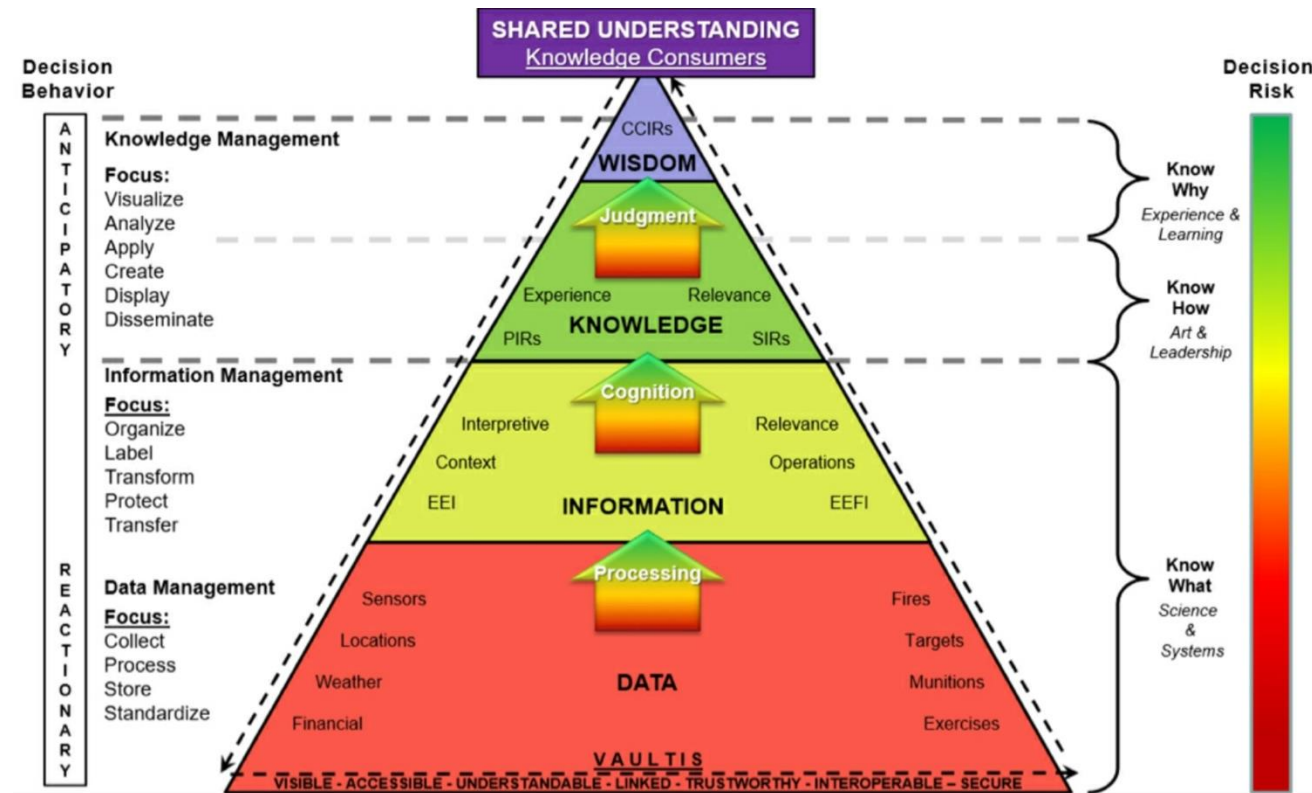 SHARED UNDERSTANDING
Knowledge Consumers
Decision
Behavior
ANTICIPATORY
REACTIONARY
Knowledge Management
Focus:
Visualize
Analyze
Apply
Create
Display
Disseminate
Information Management
Focus:
Organize
Label
Transform
Protect
Transfer
Data Management
Focus:
Collect
Process
Store
Standardize
CCIRs
WISDOM
Judgment
Experience
Relevance
KNOWLEDGE
PIRs
SIRs
Cognition
Interpretive
Relevance
Context
Operations
EEI
EEFI
INFORMATION
Processing
Sensors
Fires
Locations
Targets
DATA
Weather
Munitions
Financial
Exercises
VAULTIS
VISIBLE - ACCESSIBLE - UNDERSTANDABLE - LINKED - TRUSTWORTHY - INTEROPERABLE – SECURE
Know
Why
Experience &
Learning
Know
How
Art &
Leadership
Know
What
Science
&
Systems
Decision
Risk